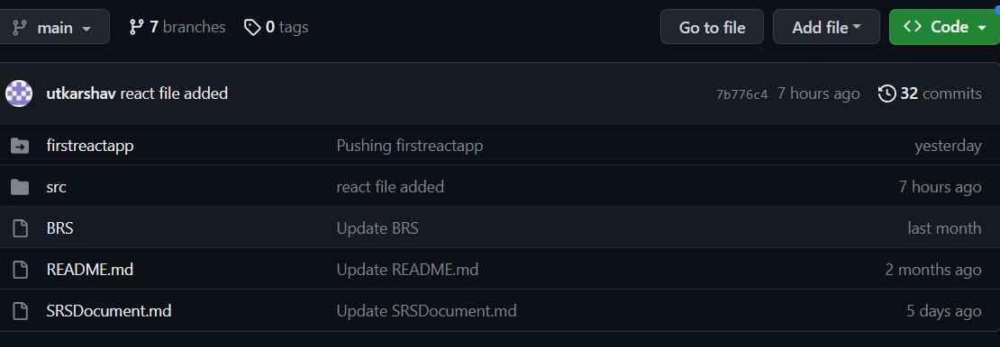 main 7 branches 0 tags Go to file Add file Code
utkarshav react file added 7b776c4 7 hours ago 32 commits
firstreactapp Pushing firstreactapp yesterday
src react file added 7 hours ago
BRS Update BRS last month
README.md Update README.md 2 months ago
SRSDocument.md Update SRSDocument.md 5 days ago